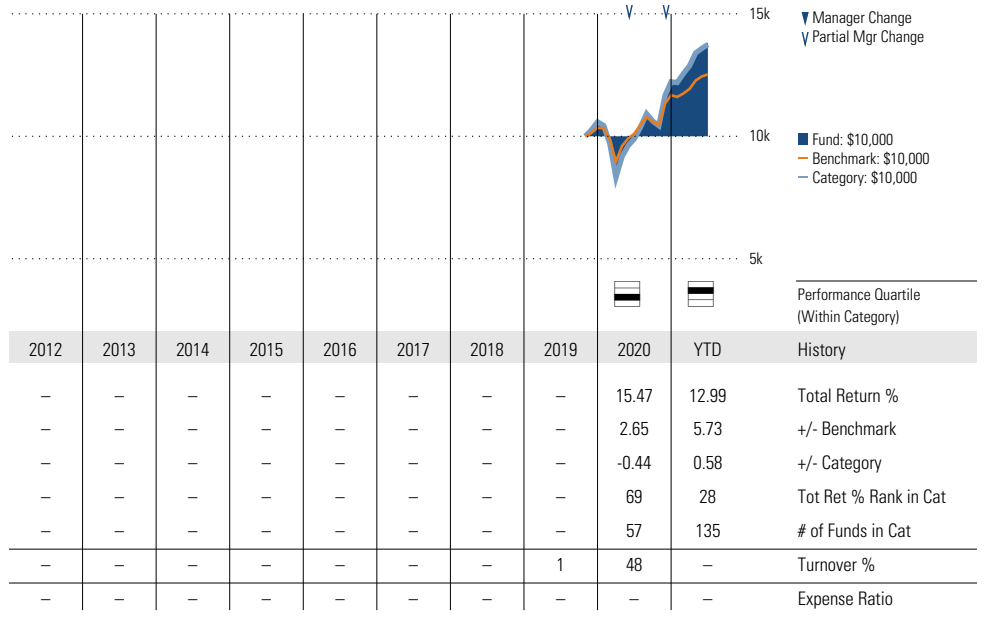 15k
Manager Change
Partial Mgr Change
10k
Fund: $10,000
Benchmark: $10,000
Category: $10,000
5k
Performance Quartile
(Within Category)
2012 2013 2014 2015 2016 2017 2018 2019 2020 YTD History
– – – – – – – – 15.47 12.99 Total Return %
– – – – – – – – 2.65 5.73 +/- Benchmark
– – – – – – – – -0.44 0.58 +/- Category
– – – – – – – – 69 28 Tot Ret % Rank in Cat
– – – – – – – – 57 135 # of Funds in Cat
– – – – – – – 1 48 – Turnover %
– – – – – – – – – – Expense Ratio